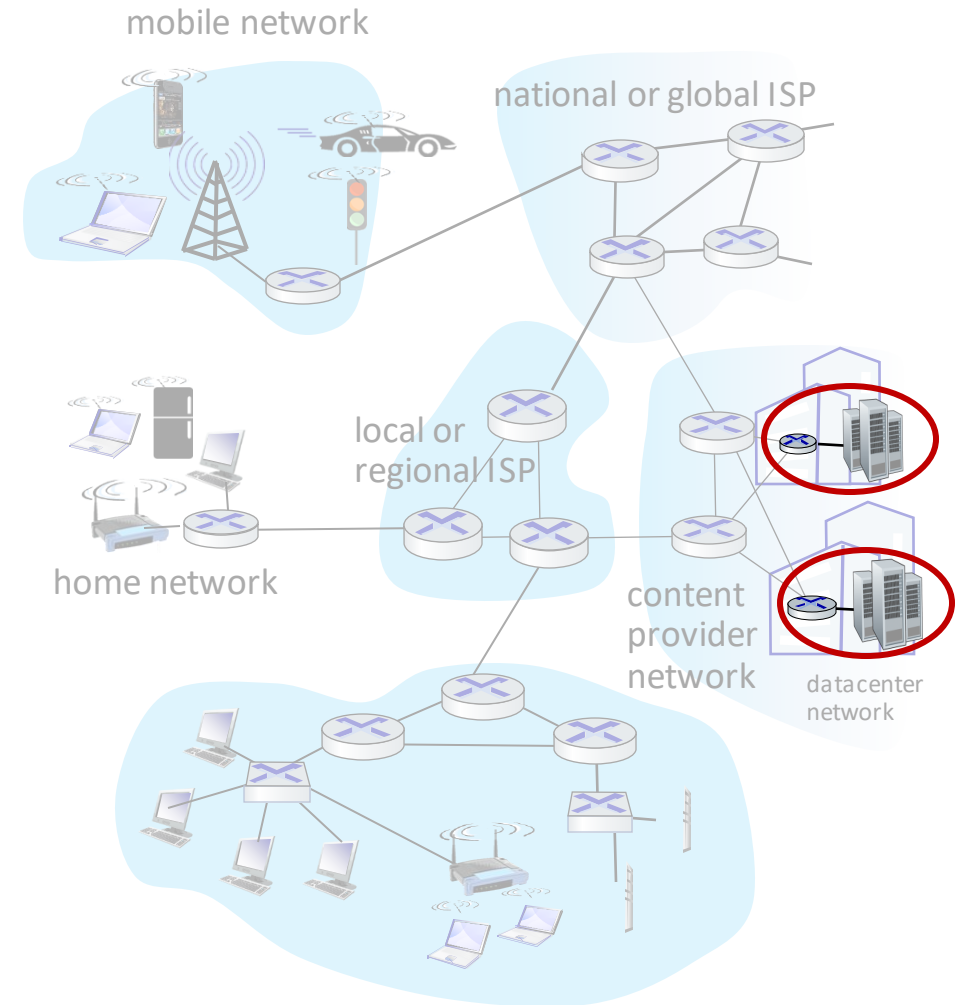 mobile network
national or global ISP
local or
regional ISP
home network
content
provider
network
datacenter
network